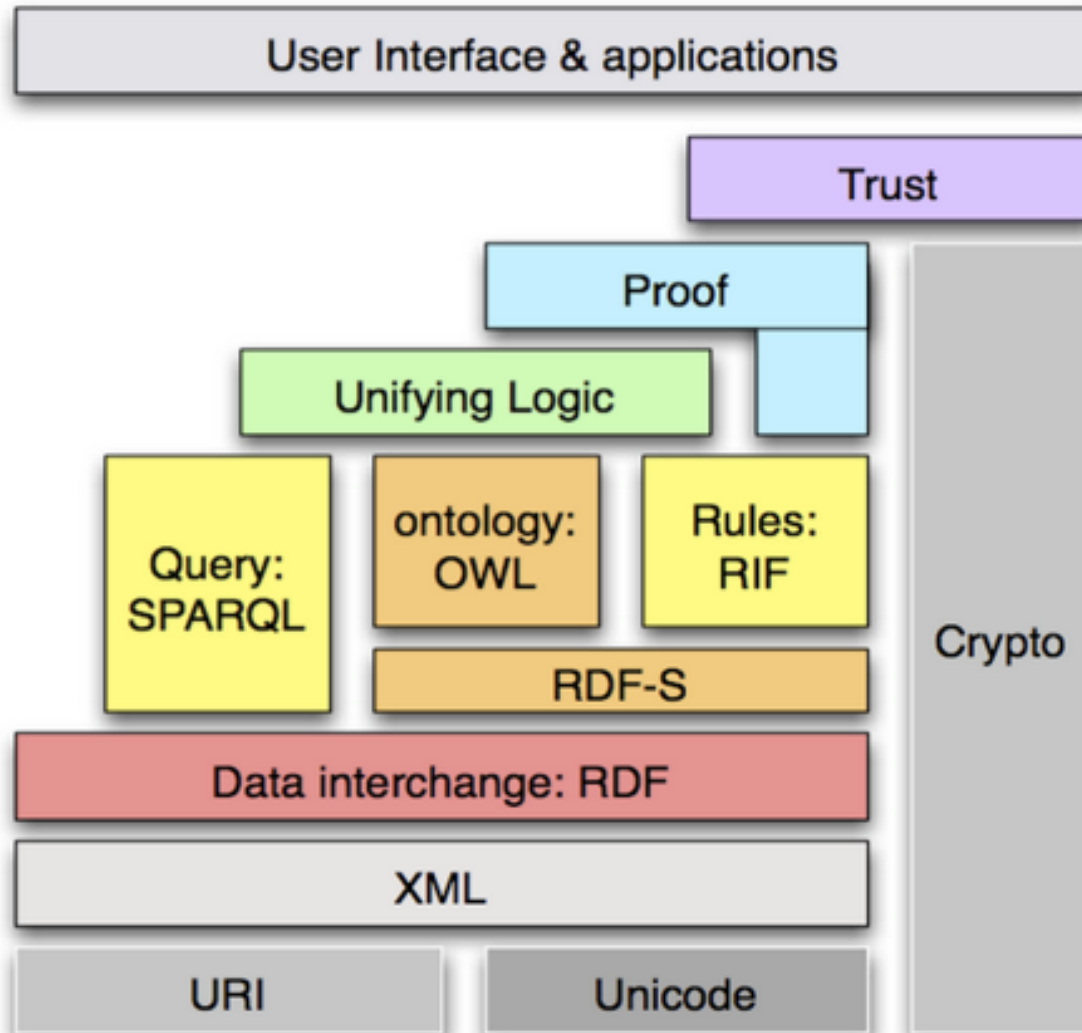 User Interface & applications
Trust
Proof
Unifying Logic
Query:
SPARQL
ontology:
OWL
Rules:
RIF
Crypto
RDF-S
Data interchange: RDF
XML
URI
Unicode